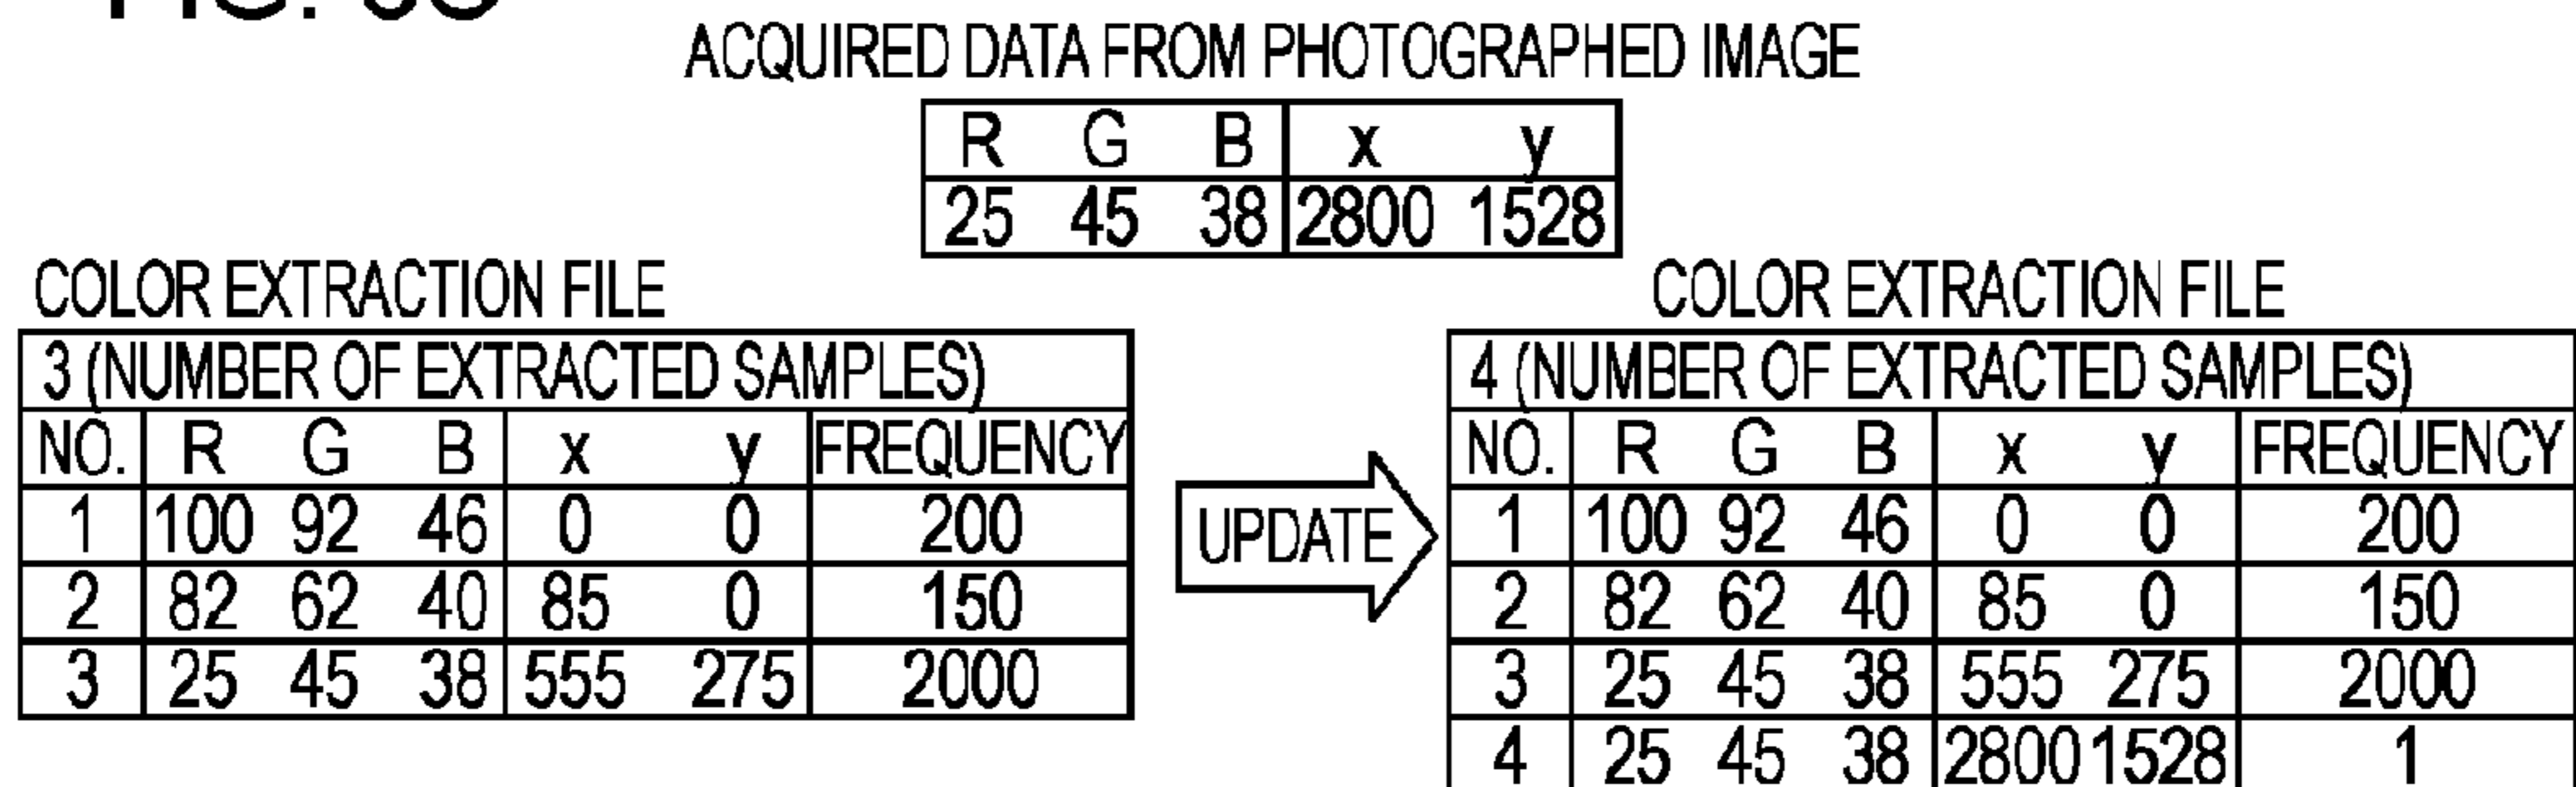 ACQUIRED DATA FROM PHOTOGRAPHED IMAGE
R G B x y
25 45 38 2800 1528
COLOR EXTRACTION FILE
3 (NUMBER OF EXTRACTED SAMPLES)
NO. R G B x y FREQUENCY
1 100 92 46 0 0 200
2 82 62 40 85 0 150
3 25 45 38 555 275 2000
UPDATE
COLOR EXTRACTION FILE
4 (NUMBER OF EXTRACTED SAMPLES)
NO. R G B x y FREQUENCY
1 100 92 46 0 0 200
2 82 62 40 85 0 150
3 25 45 38 555 275 2000
4 25 45 38 2800 1528 1